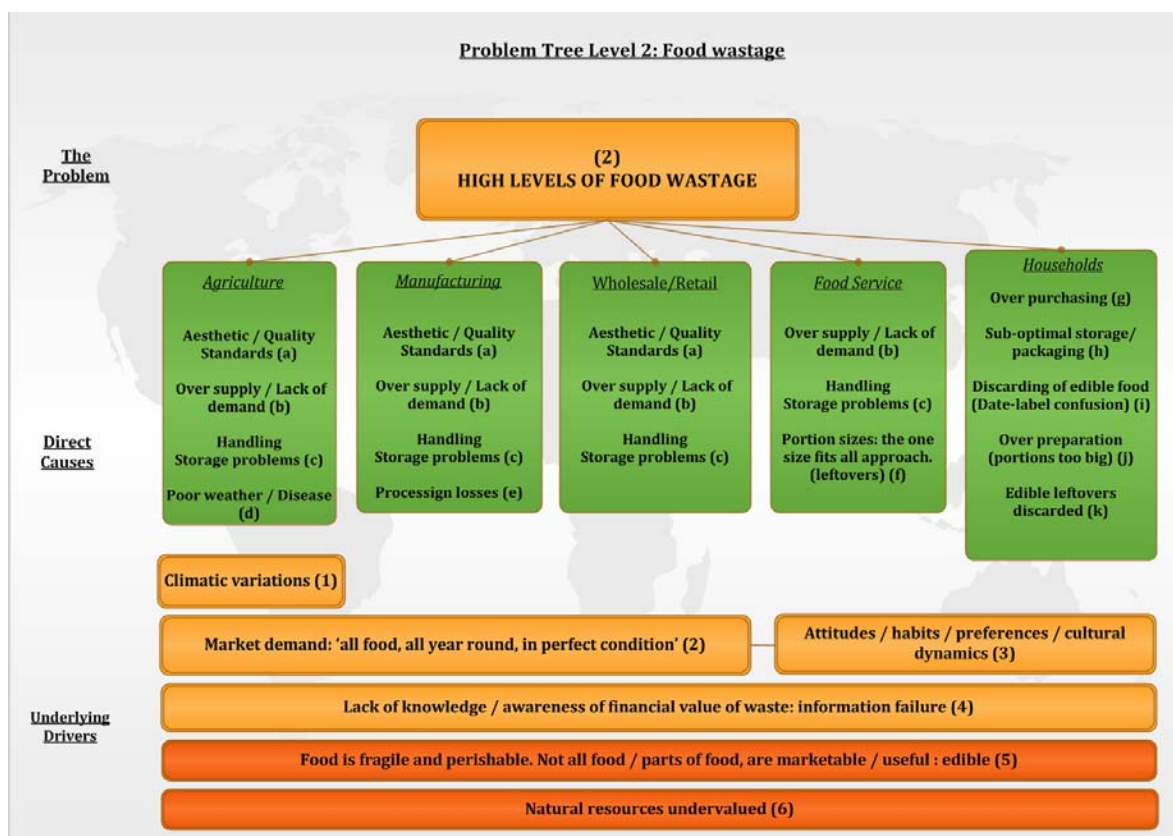 Problem Tree Level 2: Food wastage
The
Problem
(2)
HIGH LEVELS OF FOOD WASTAGE
Direct
Causes
Agriculture
Aesthetic / Quality
Standards (a)
Over supply / Lack of
demand (b)
Handling
Storage problems (c)
Poor weather / Disease
(d)
Manufacturing
Aesthetic / Quality
Standards (a)
Over supply / Lack of
demand (b)
Handling
Storage problems (c)
Processign losses (e)
Wholesale/Retail
Aesthetic / Quality
Standards (a)
Over supply / Lack of
demand (b)
Handling
Storage problems (c)
Food Service
Over supply / Lack of
demand (b)
Handling
Storage problems (c)
Portion sizes: the one
size fits all approach.
(leftovers) (f)
Households
Over purchasing (g)
Sub-optimal storage/
packaging (h)
Discarding of edible food
(Date-label confusion) (i)
Over preparation
(portions too big) (j)
Edible leftovers
discarded (k)
Underlying
Drivers
Climatic variations (1)
Market demand: ‘all food, all year round, in perfect condition’ (2)
Attitudes / habits / preferences / cultural
dynamics (3)
Lack of knowledge / awareness of financial value of waste: information failure (4)
Food is fragile and perishable. Not all food / parts of food, are marketable / useful : edible (5)
Natural resources undervalued (6)